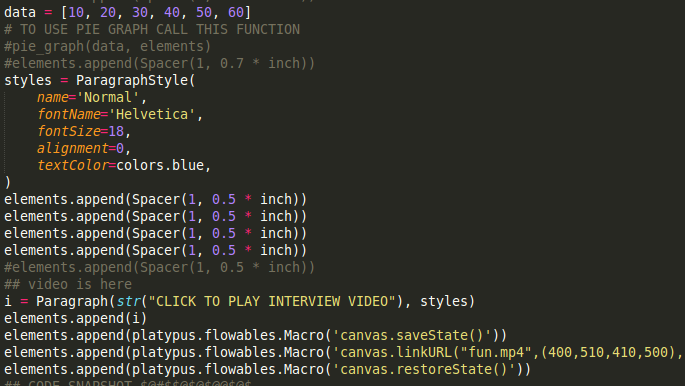 data = [10, 20, 30, 40, 50, 60]
# TO USE PIE GRAPH CALL THIS FUNCTION
#pie_graph(data, elements)
#elements.append(Spacer(1, 0.7 * inch))
styles = ParagraphStyle(
    name='Normal',
    fontName='Helvetica',
    fontSize=18,
    alignment=0,
    textColor=colors.blue,
)
elements.append(Spacer(1, 0.5 * inch))
elements.append(Spacer(1, 0.5 * inch))
elements.append(Spacer(1, 0.5 * inch))
elements.append(Spacer(1, 0.5 * inch))
#elements.append(Spacer(1, 0.5 * inch))
## video is here
i = Paragraph(str("CLICK TO PLAY INTERVIEW VIDEO"), styles)
elements.append(i)
elements.append(platypus.flowables.Macro('canvas.saveState()'))
elements.append(platypus.flowables.Macro('canvas.linkURL("fun.mp4",(400,510,410,500),
elements.append(platypus.flowables.Macro('canvas.restoreState()'))
## CODE SNAPSHOT